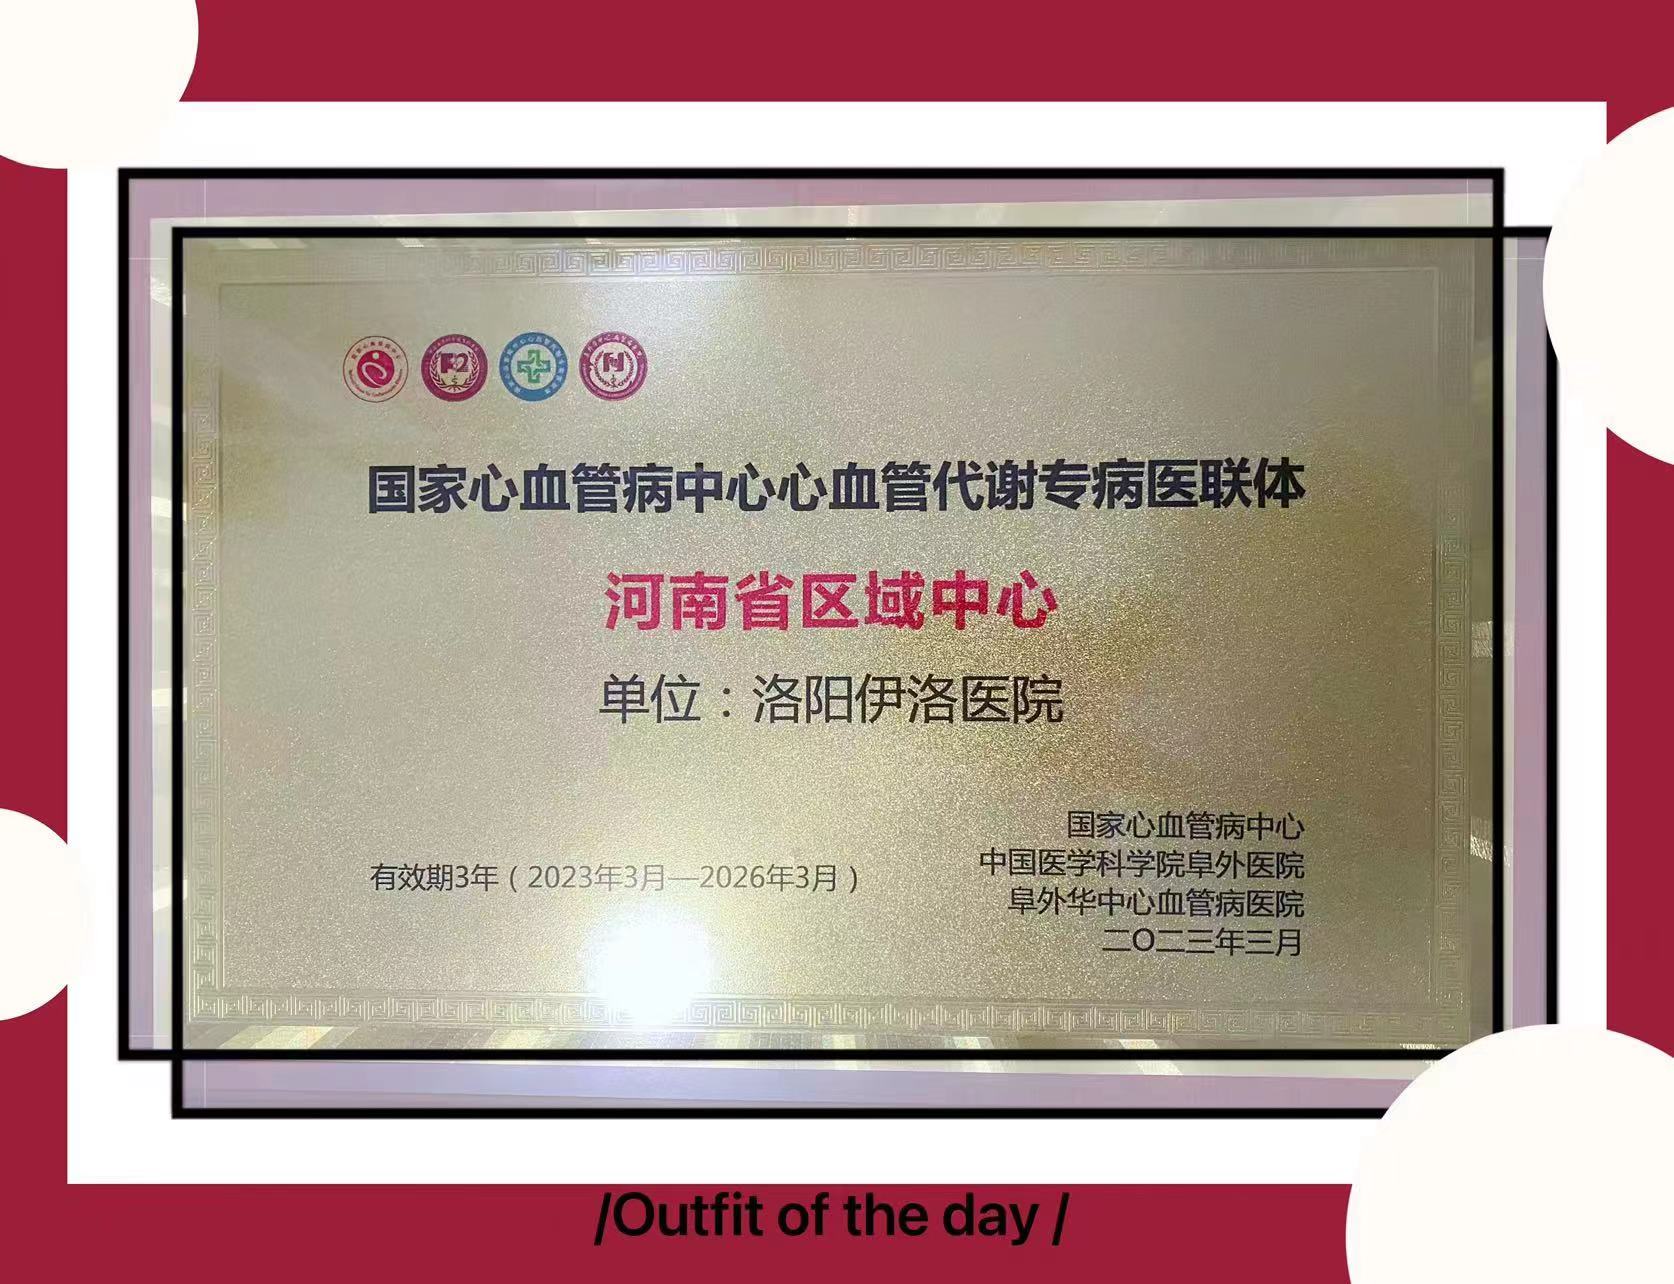 国家心血管病中心心血管代谢专病医联体
河南省区域中心
单位：洛阳伊洛医院
有效期3年（2023年3月—2026年3月）
国家心血管病中心
中国医学科学院阜外医院
阜外华中心血管病医院
二〇二三年三月
/Outfit of the day /